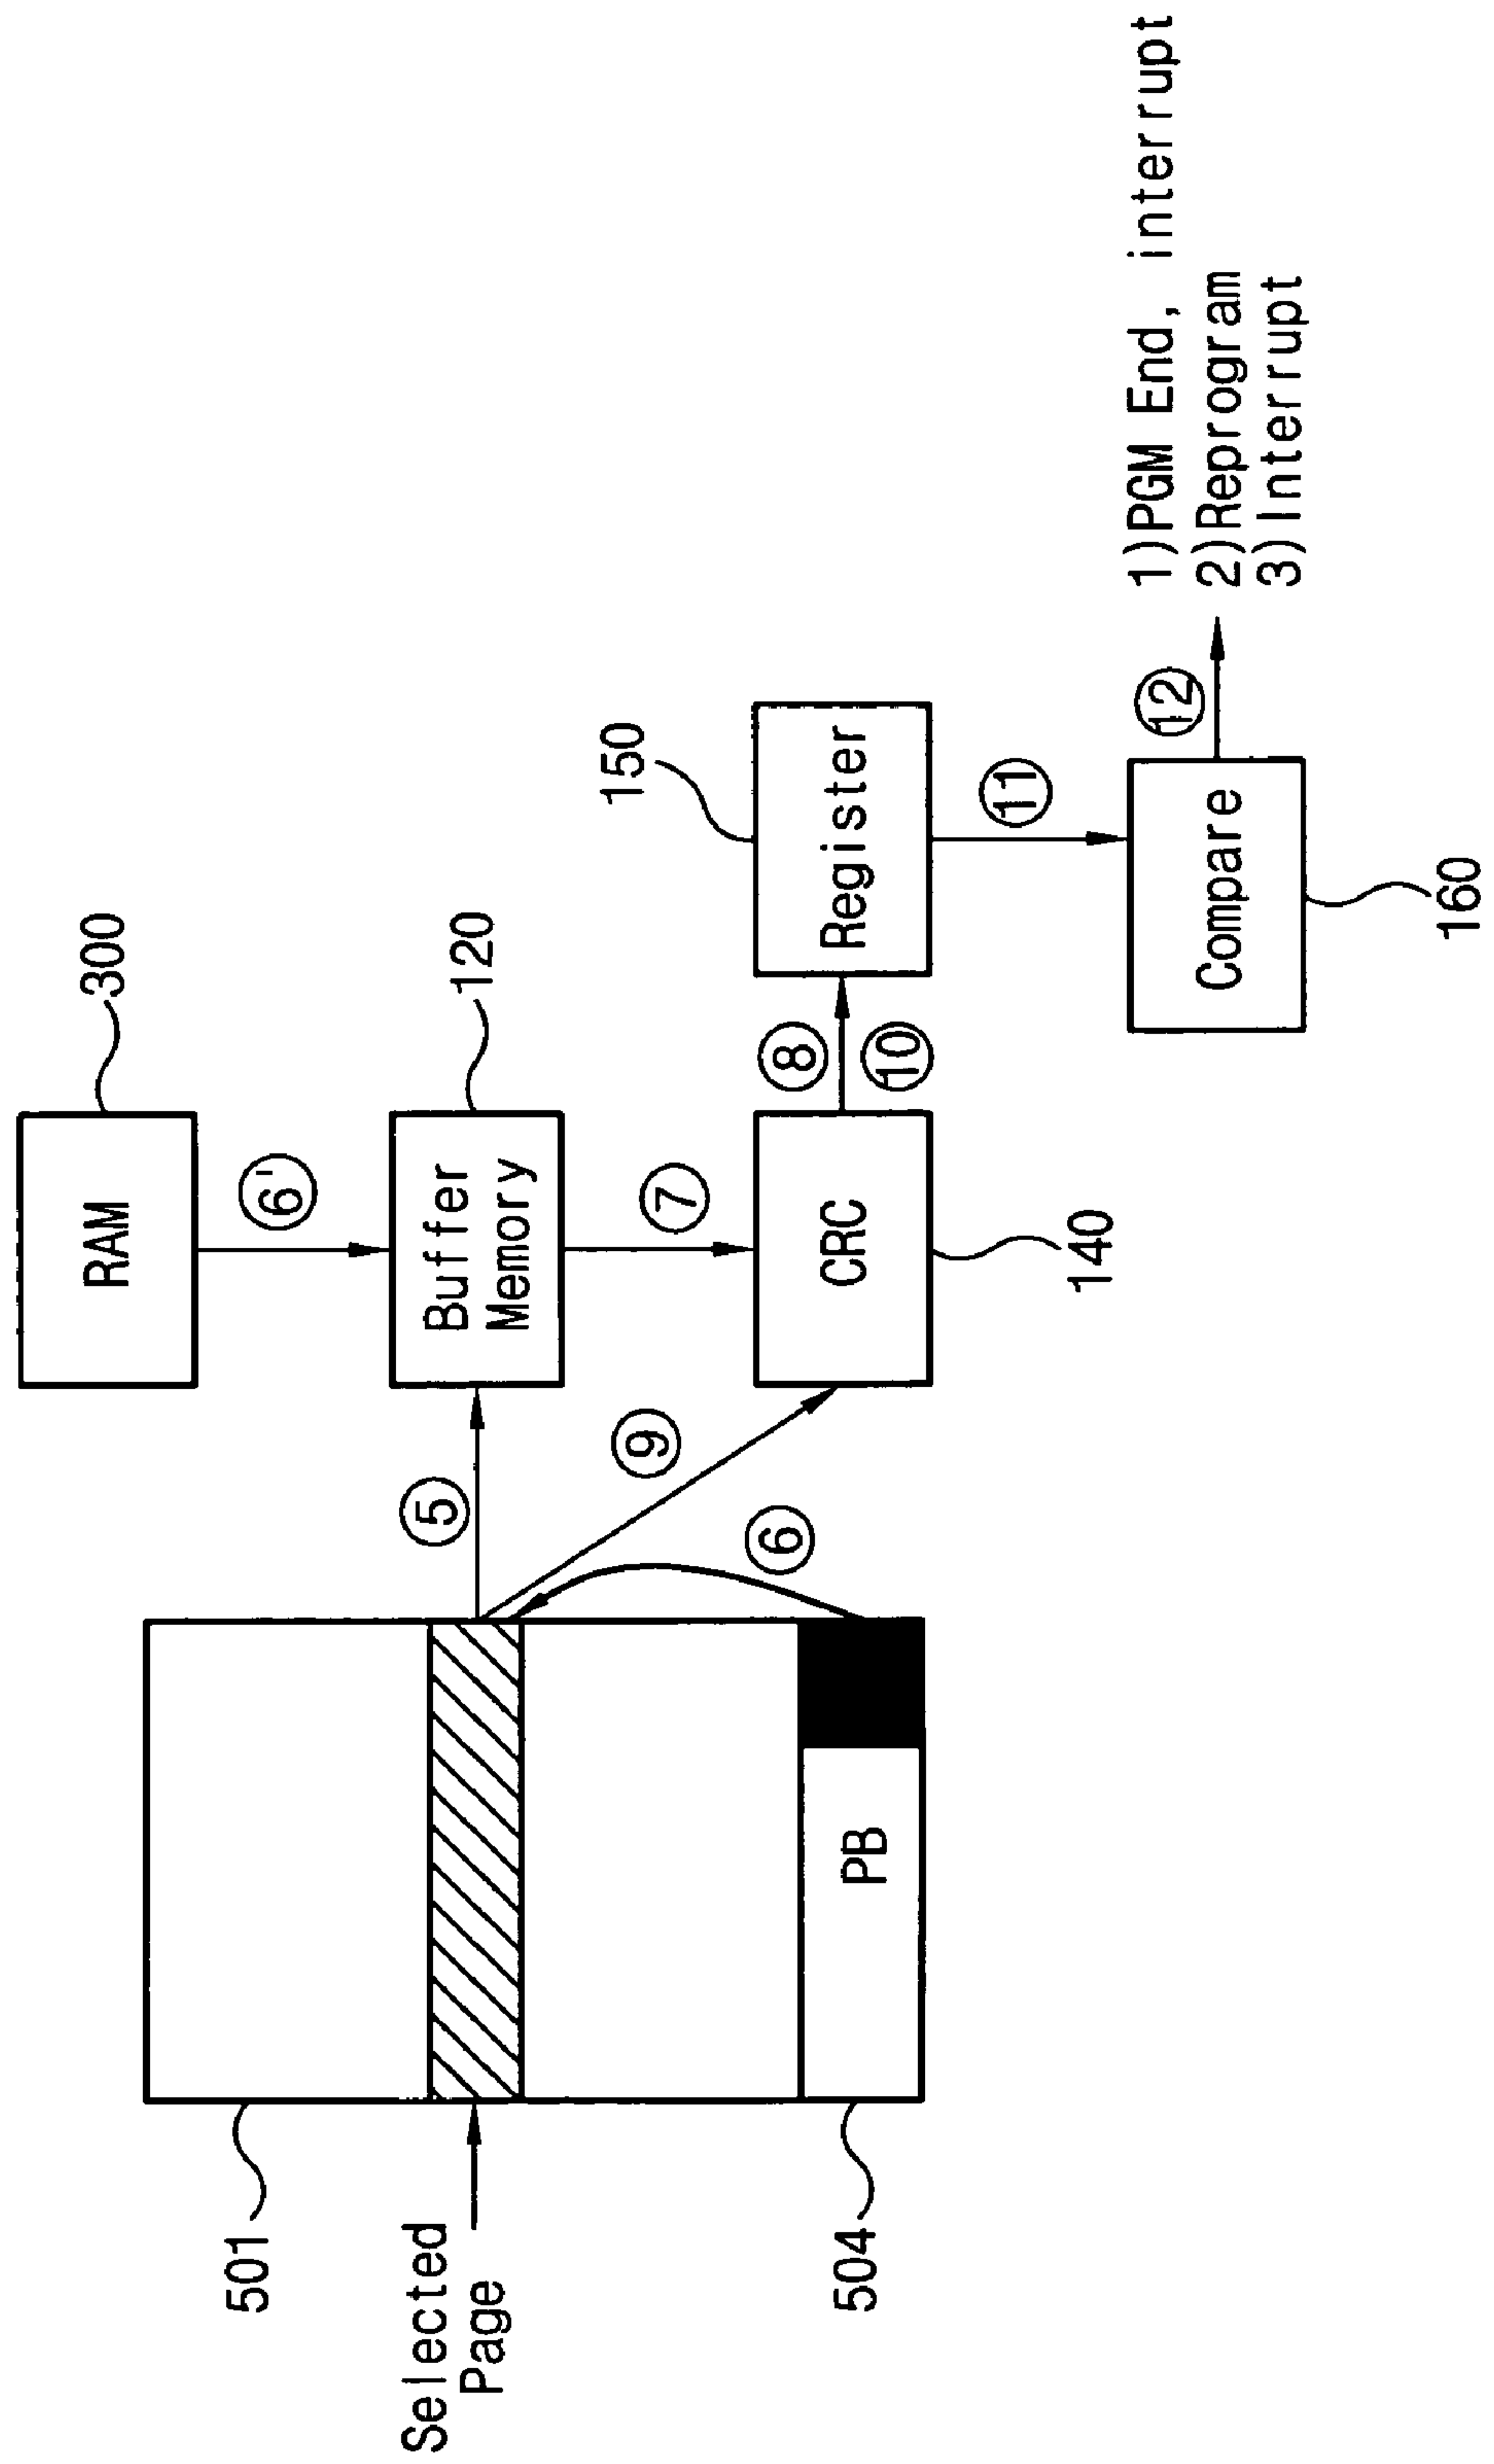 RAM
300
6'
501
Selected
Page
5
Buffer
Memory
120
9
7
6
504
PB
CRC
140
8
10
Register
150
11
Compare
160
12
1)PGM End, interrupt
2)Reprogram
3)Interrupt